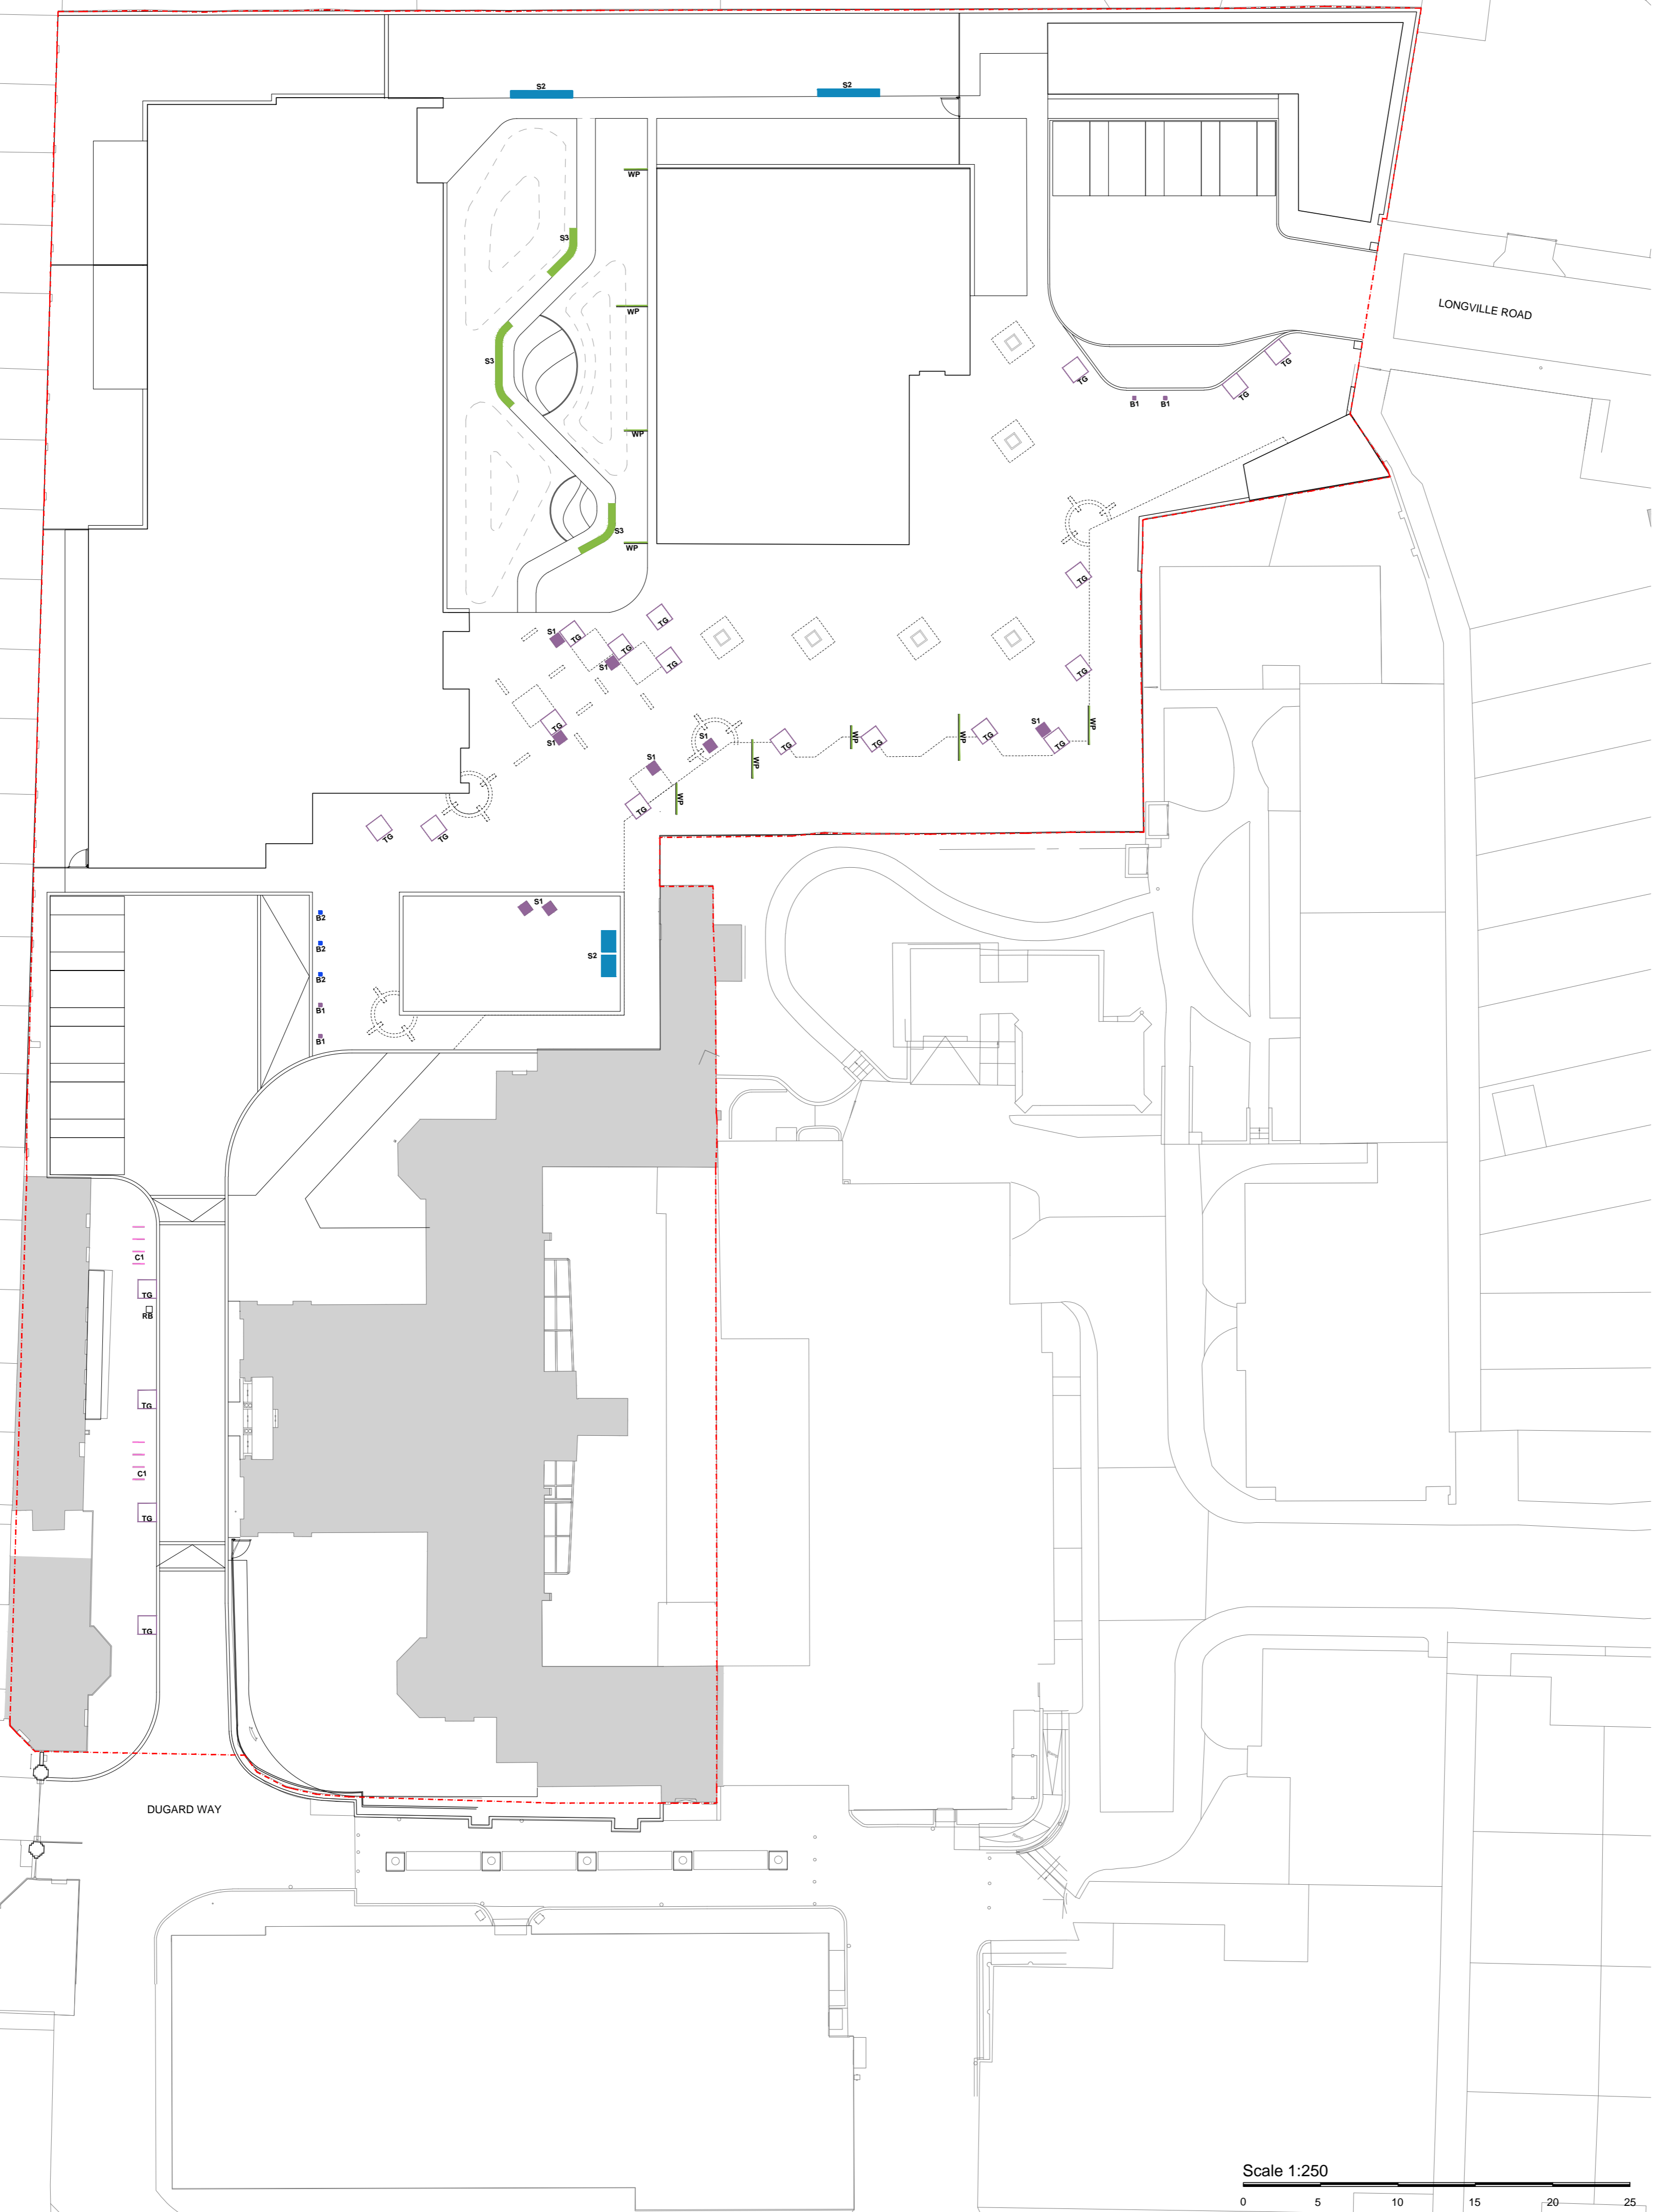 S2
S2
WP
S3
WP
LONGVILLE ROAD
TG
S3
TG
TG
B1
B1
WP
S3
WP
TG
TG
S1
TG
TG
S1
TG
TG
TG
S1
S1
S1
TG
WP
TG
WP
TG
WP
S1
TG
WP
TG
WP
TG
TG
S1
B2
B2
S2
B2
B1
B1
C1
TG
RB
TG
C1
TG
TG
DUGARD WAY
Scale 1:250
0 5 10 15 20 25